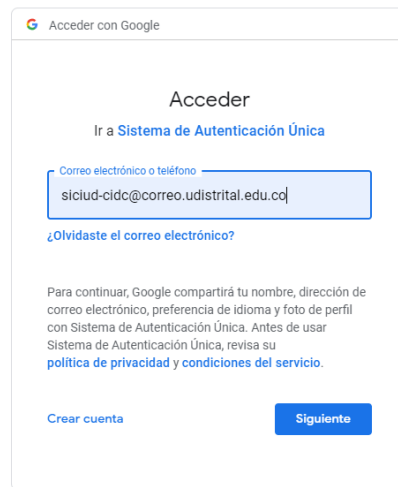 Acceder con Google
Acceder
Ir a Sistema de Autenticación Única
Correo electrónico o teléfono
siciud-cidc@correo.udistrital.edu.co
¿Olvidaste el correo electrónico?
Para continuar, Google compartirá tu nombre, dirección de
correo electrónico, preferencia de idioma y foto de perfil
con Sistema de Autenticación Única. Antes de usar
Sistema de Autenticación Única, revisa su
política de privacidad y condiciones del servicio.
Crear cuenta
Siguiente